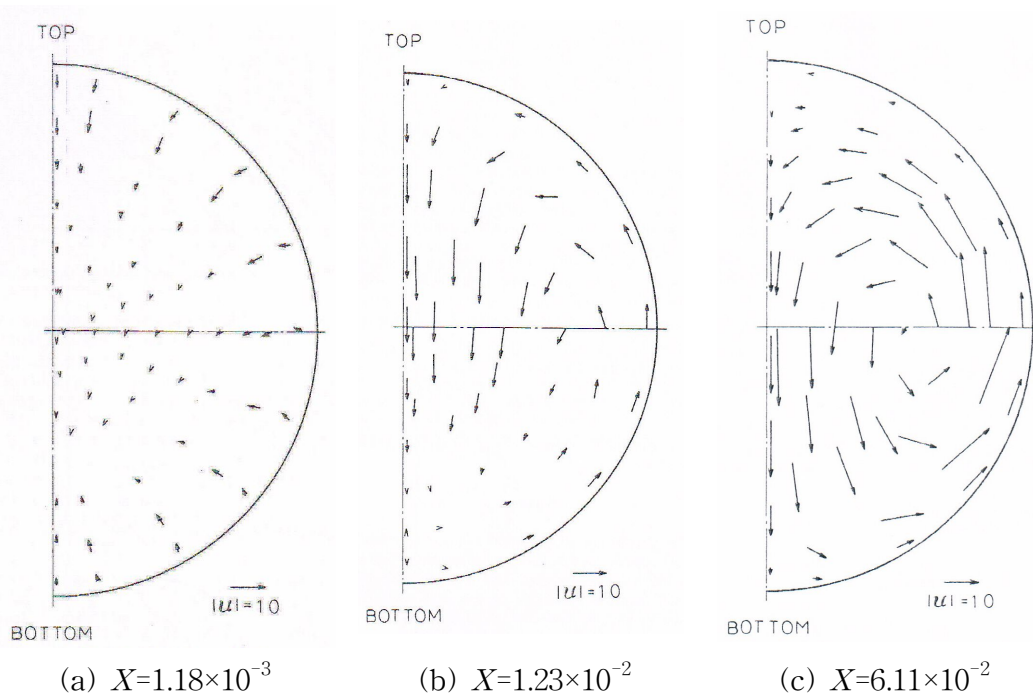 TOP
BOTTOM
|u|=10
(a) X=1.18×10⁻³
TOP
BOTTOM
|u|=10
(b) X=1.23×10⁻²
TOP
BOTTOM
|u|=10
(c) X=6.11×10⁻²